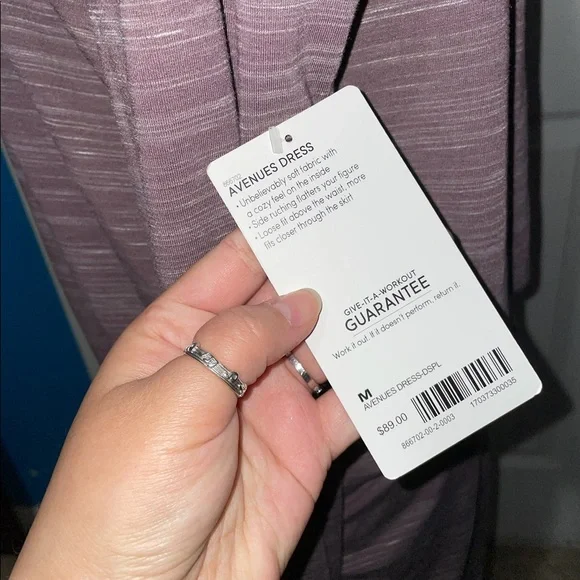 866702
AVENUES DRESS
• Unbelievably soft fabric with
a cozy feel on the inside
• Side ruching flatters your figure
• Loose fit above the waist, more
fits closer through the skirt
GIVE-IT-A-WORKOUT
GUARANTEE
Work it out. If it doesn't perform, return it.
M
AVENUES DRESS-DSPL
$89.00
866702-00-2-0003
170373300035